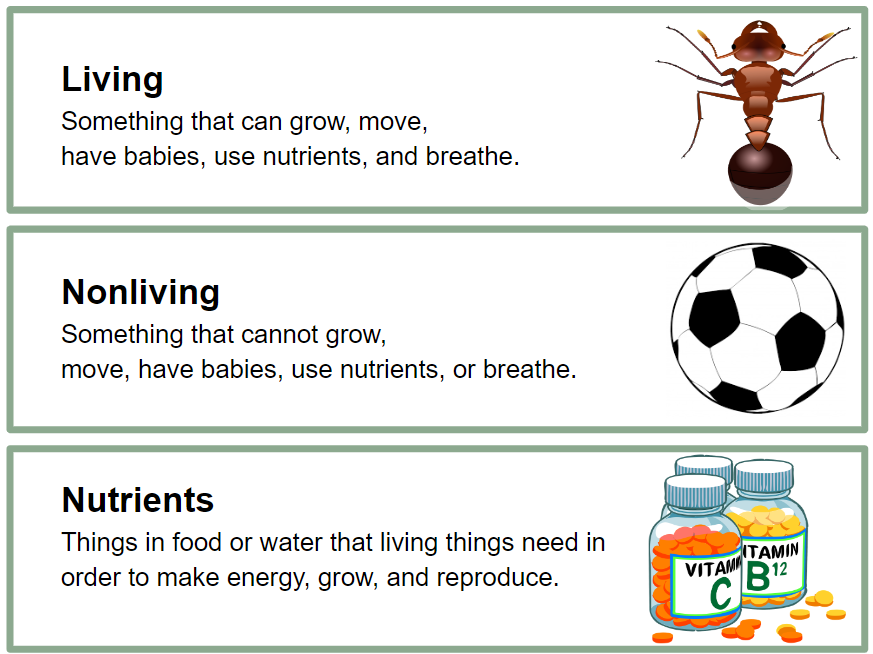 Living
Something that can grow, move,
have babies, use nutrients, and breathe.
Nonliving
Something that cannot grow,
move, have babies, use nutrients, or breathe.
Nutrients
Things in food or water that living things need in
order to make energy, grow, and reproduce.
VITAMIN
C
VITAMIN
B12